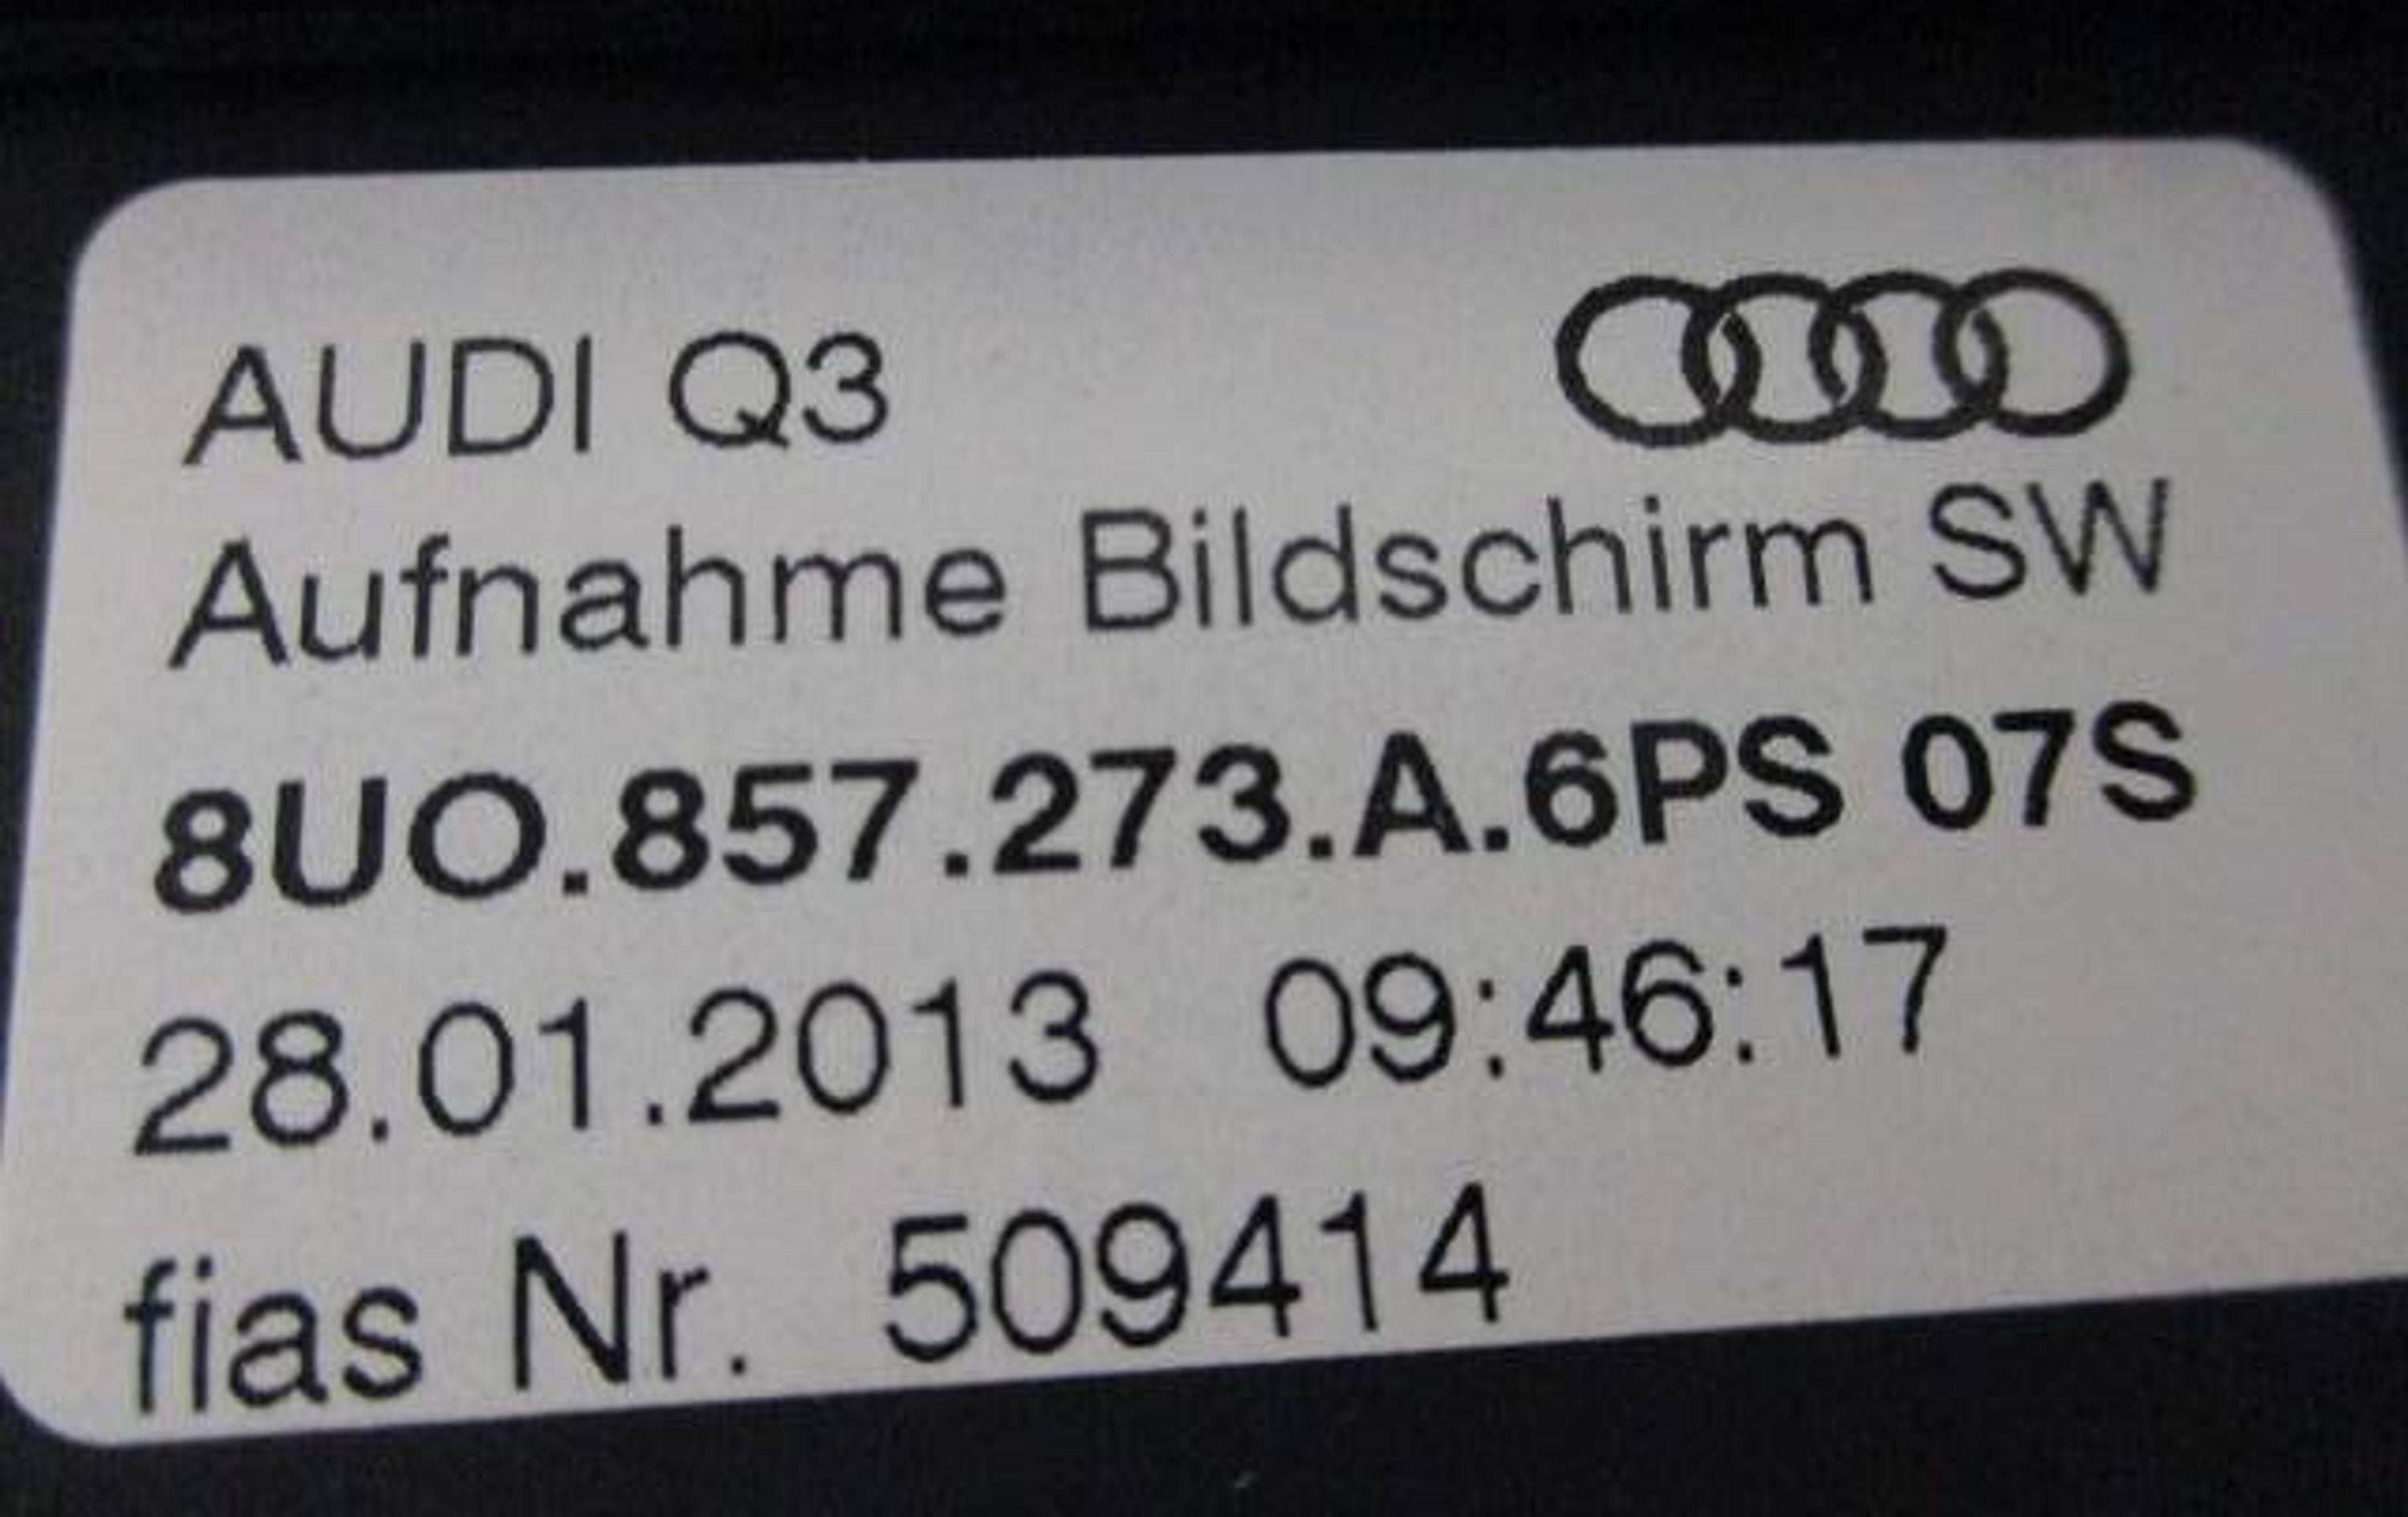 AUDI Q3
Aufnahme Bildschirm SW
8UO.857.273.A.6PS 07S
28.01.2013 09:46:17
fias Nr. 509414